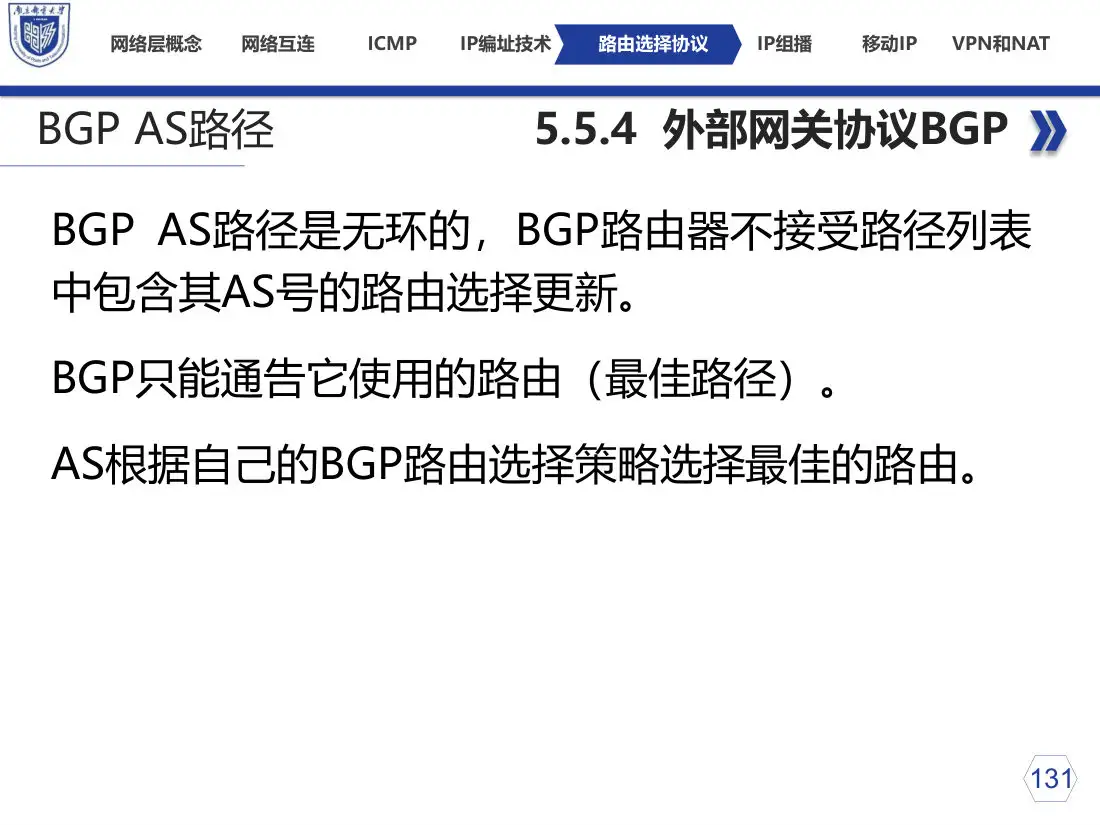 网络层概念 网络互连 ICMP IP编址技术 路由选择协议 IP组播 移动IP VPN和NAT
BGP AS路径 5.5.4 外部网关协议BGP
BGP AS路径是无环的，BGP路由器不接受路径列表
中包含其AS号的路由选择更新。
BGP只能通告它使用的路由（最佳路径）。
AS根据自己的BGP路由选择策略选择最佳的路由。
131